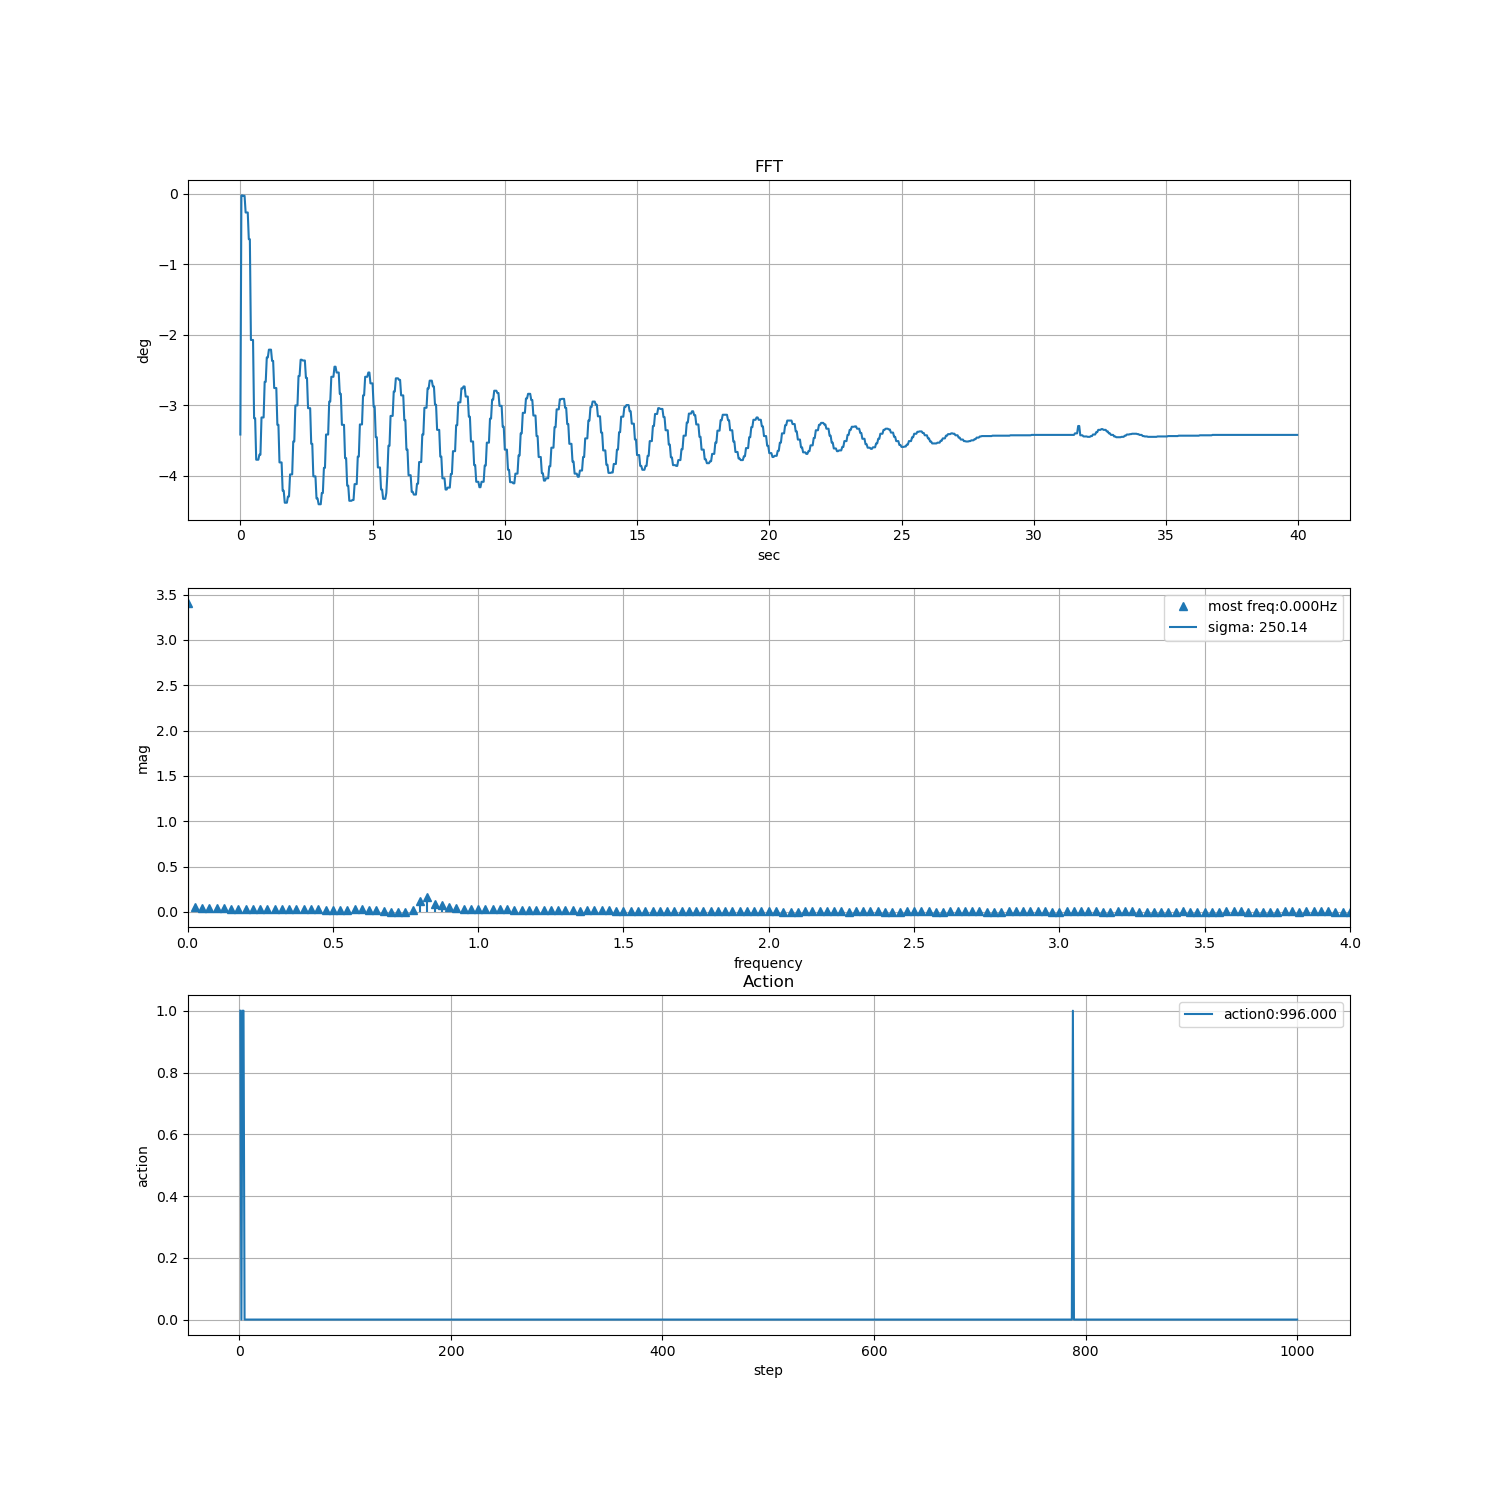 FFT
0
−1
−2
−3
−4
deg
0 5 10 15 20 25 30 35 40
sec
3.5
3.0
2.5
2.0
1.5
1.0
0.5
0.0
mag
most freq:0.000Hz
sigma: 250.14
0.0 0.5 1.0 1.5 2.0 2.5 3.0 3.5 4.0
frequency
Action
1.0
0.8
0.6
0.4
0.2
0.0
action
action0:996.000
0 200 400 600 800 1000
step